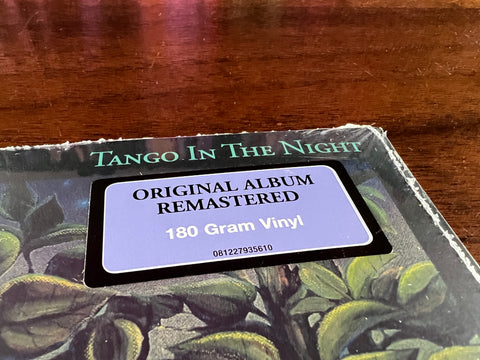 TANGO IN THE NIGHT
ORIGINAL ALBUM
REMASTERED
180 Gram Vinyl
081227935610